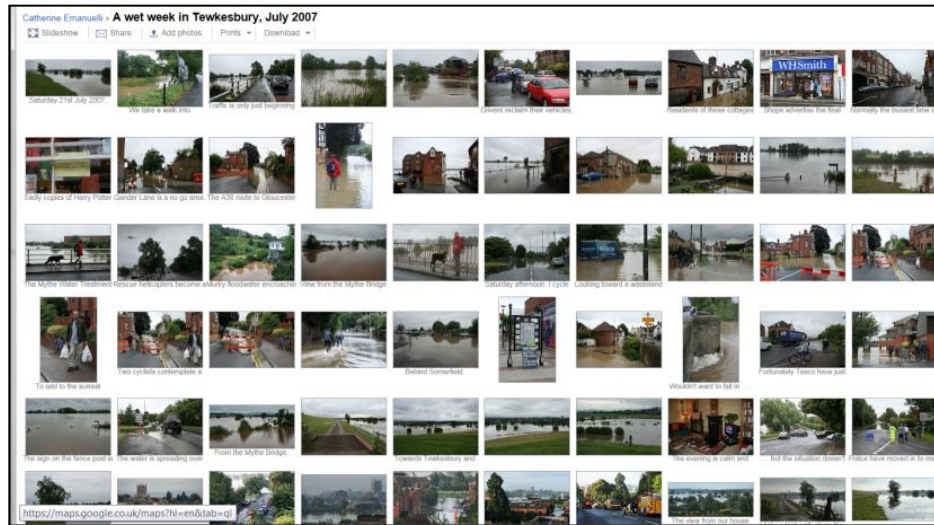 Catherine Emanuelli > A wet week in Tewkesbury, July 2007
Slideshow Share Add photos Prints Download
Saturday 21st July 2007.
We take a walk into
Traffic is only just beginning
Drivers reclaim their vehicles.
Residents of these cottages
Shops advertise the final
Normally the busiest time
WHSmith
Sadly copies of Harry Potter
Gander Lane is a no go area.
The A38 route to Gloucester
The Mythe Water Treatment
Rescue helicopters become
Murky floodwater encroachin
View from the Mythe Bridge
Saturday afternoon. I cycle
Looking toward a wasteland
To add to the surreal
Two cyclists contemplate a
Behind Somerfield.
Wouldn't want to fall in
Fortunately Tesco have just
The sign on the fence post is
The water is spreading over
From the Mythe Bridge.
Towards Tewkesbury and
The evening is calm and
... but the situation doesn't
Police have moved in to
The view from our house
https://maps.google.co.uk/maps?hl=en&tab=ql